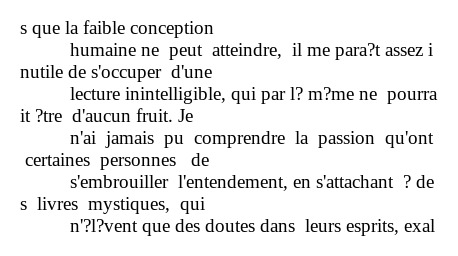 s que la faible conception
humaine ne  peut  atteindre,  il me para?t assez i
nutile de s'occuper  d'une
lecture inintelligible, qui par l? m?me ne  pourra
it ?tre  d'aucun fruit. Je
n'ai  jamais  pu  comprendre  la  passion  qu'ont
certaines  personnes   de
s'embrouiller  l'entendement, en s'attachant  ? de
s  livres  mystiques,  qui
n'?l?vent que des doutes dans  leurs esprits, exal